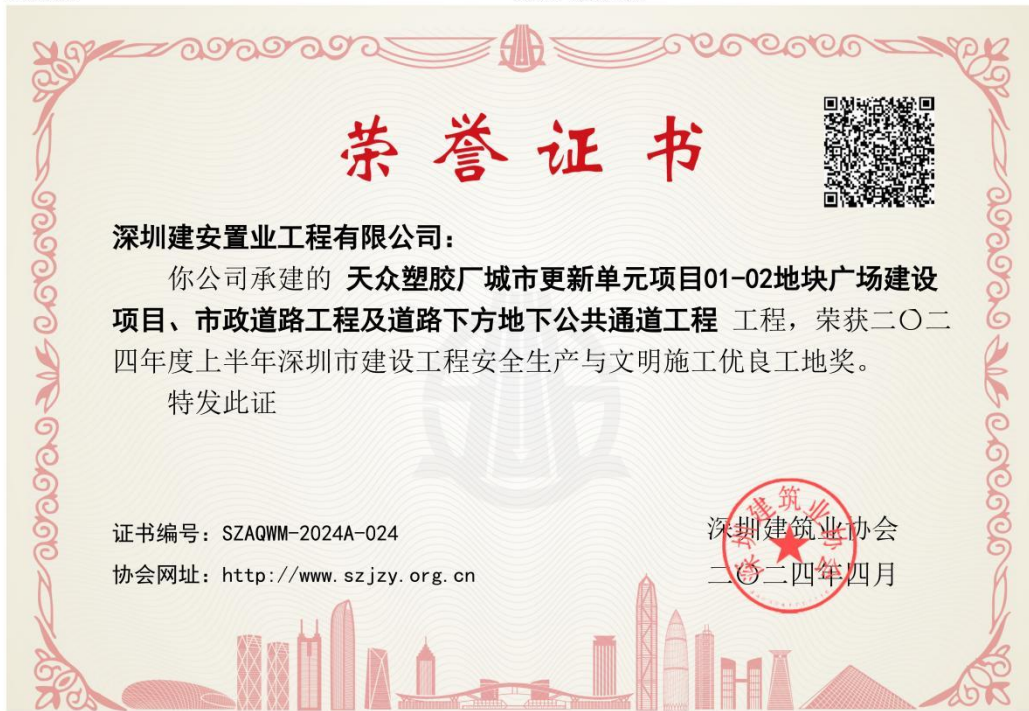 荣誉证书
深圳建安置业工程有限公司：
你公司承建的 天众塑胶厂城市更新单元项目01-02地块广场建设
项目、市政道路工程及道路下方地下公共通道工程 工程，荣获二〇二
四年度上半年深圳市建设工程安全生产与文明施工优良工地奖。
特发此证
证书编号：SZAQWM-2024A-024
深圳建筑业协会
协会网址：http://www.szjzy.org.cn
二〇二四年四月
深圳建筑业协会